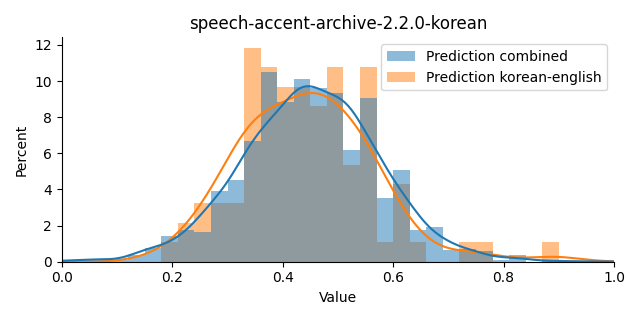 speech-accent-archive-2.2.0-korean
Prediction combined
Prediction korean-english
Percent
12
10
8
6
4
2
0
0.0 0.2 0.4 0.6 0.8 1.0
Value